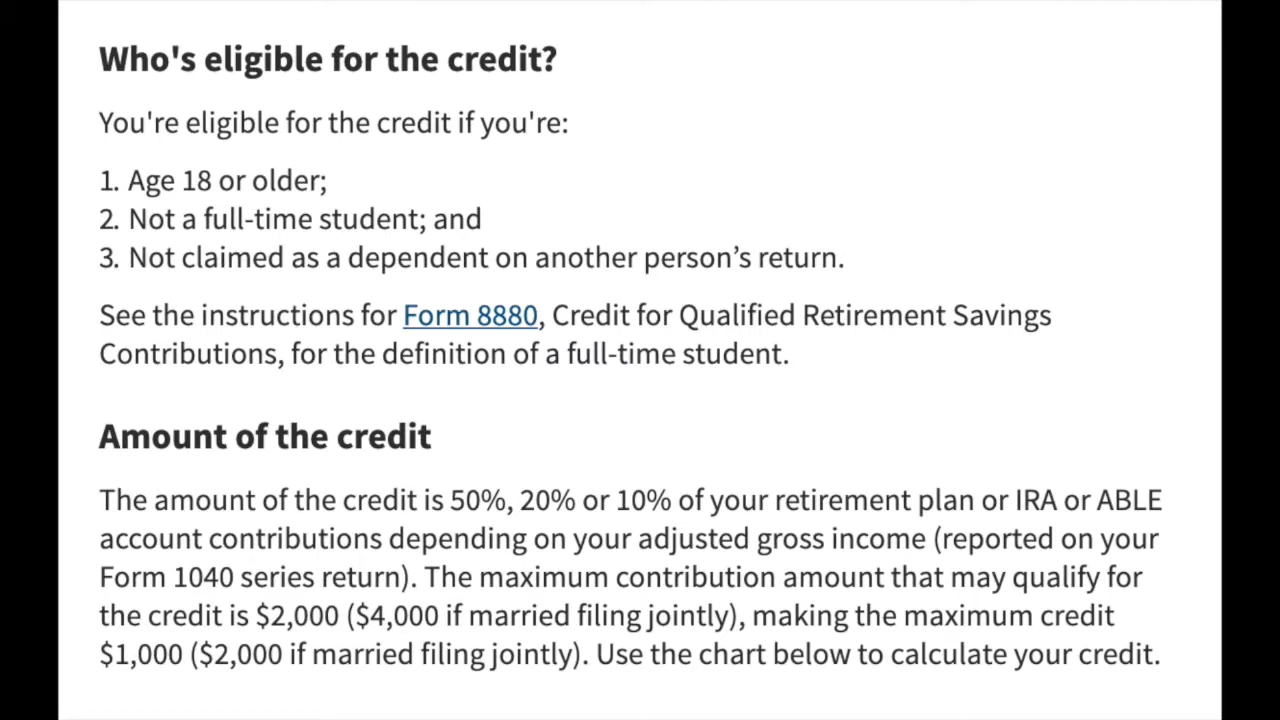 Who's eligible for the credit?
You're eligible for the credit if you're:
1. Age 18 or older;
2. Not a full-time student; and
3. Not claimed as a dependent on another person’s return.
See the instructions for Form 8880, Credit for Qualified Retirement Savings
Contributions, for the definition of a full-time student.
Amount of the credit
The amount of the credit is 50%, 20% or 10% of your retirement plan or IRA or ABLE
account contributions depending on your adjusted gross income (reported on your
Form 1040 series return). The maximum contribution amount that may qualify for
the credit is $2,000 ($4,000 if married filing jointly), making the maximum credit
$1,000 ($2,000 if married filing jointly). Use the chart below to calculate your credit.